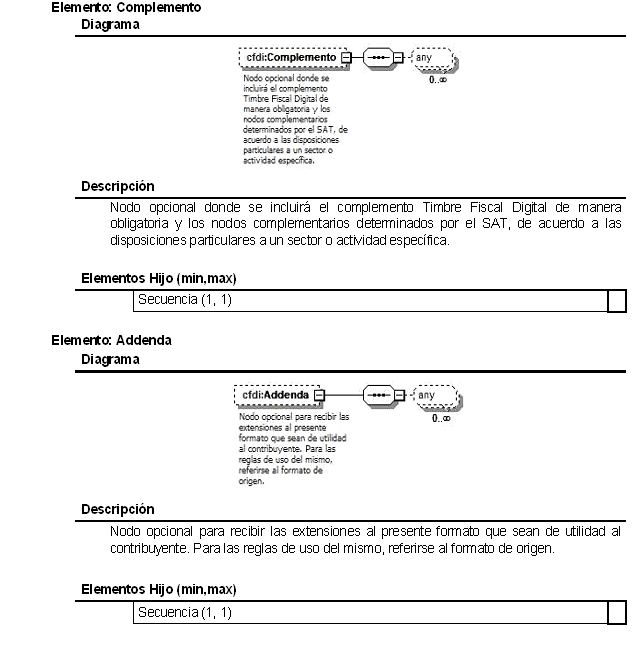 Elemento: Complemento
Diagrama
cfdi:Complemento
any
0..∞
Nodo opcional donde se
incluirá el complemento
Timbre Fiscal Digital de
manera obligatoria y los
nodos complementarios
determinados por el SAT, de
acuerdo a las disposiciones
particulares a un sector o
actividad específica.
Descripción
Nodo opcional donde se incluirá el complemento Timbre Fiscal Digital de manera
obligatoria y los nodos complementarios determinados por el SAT, de acuerdo a las
disposiciones particulares a un sector o actividad específica.
Elementos Hijo (min,max)
Secuencia (1, 1)
Elemento: Addenda
Diagrama
cfdi:Addenda
any
0..∞
Nodo opcional para recibir las
extensiones al presente
formato que sean de utilidad
al contribuyente. Para las
reglas de uso del mismo,
referirse al formato de
origen.
Descripción
Nodo opcional para recibir las extensiones al presente formato que sean de utilidad al
contribuyente. Para las reglas de uso del mismo, referirse al formato de origen.
Elementos Hijo (min,max)
Secuencia (1, 1)